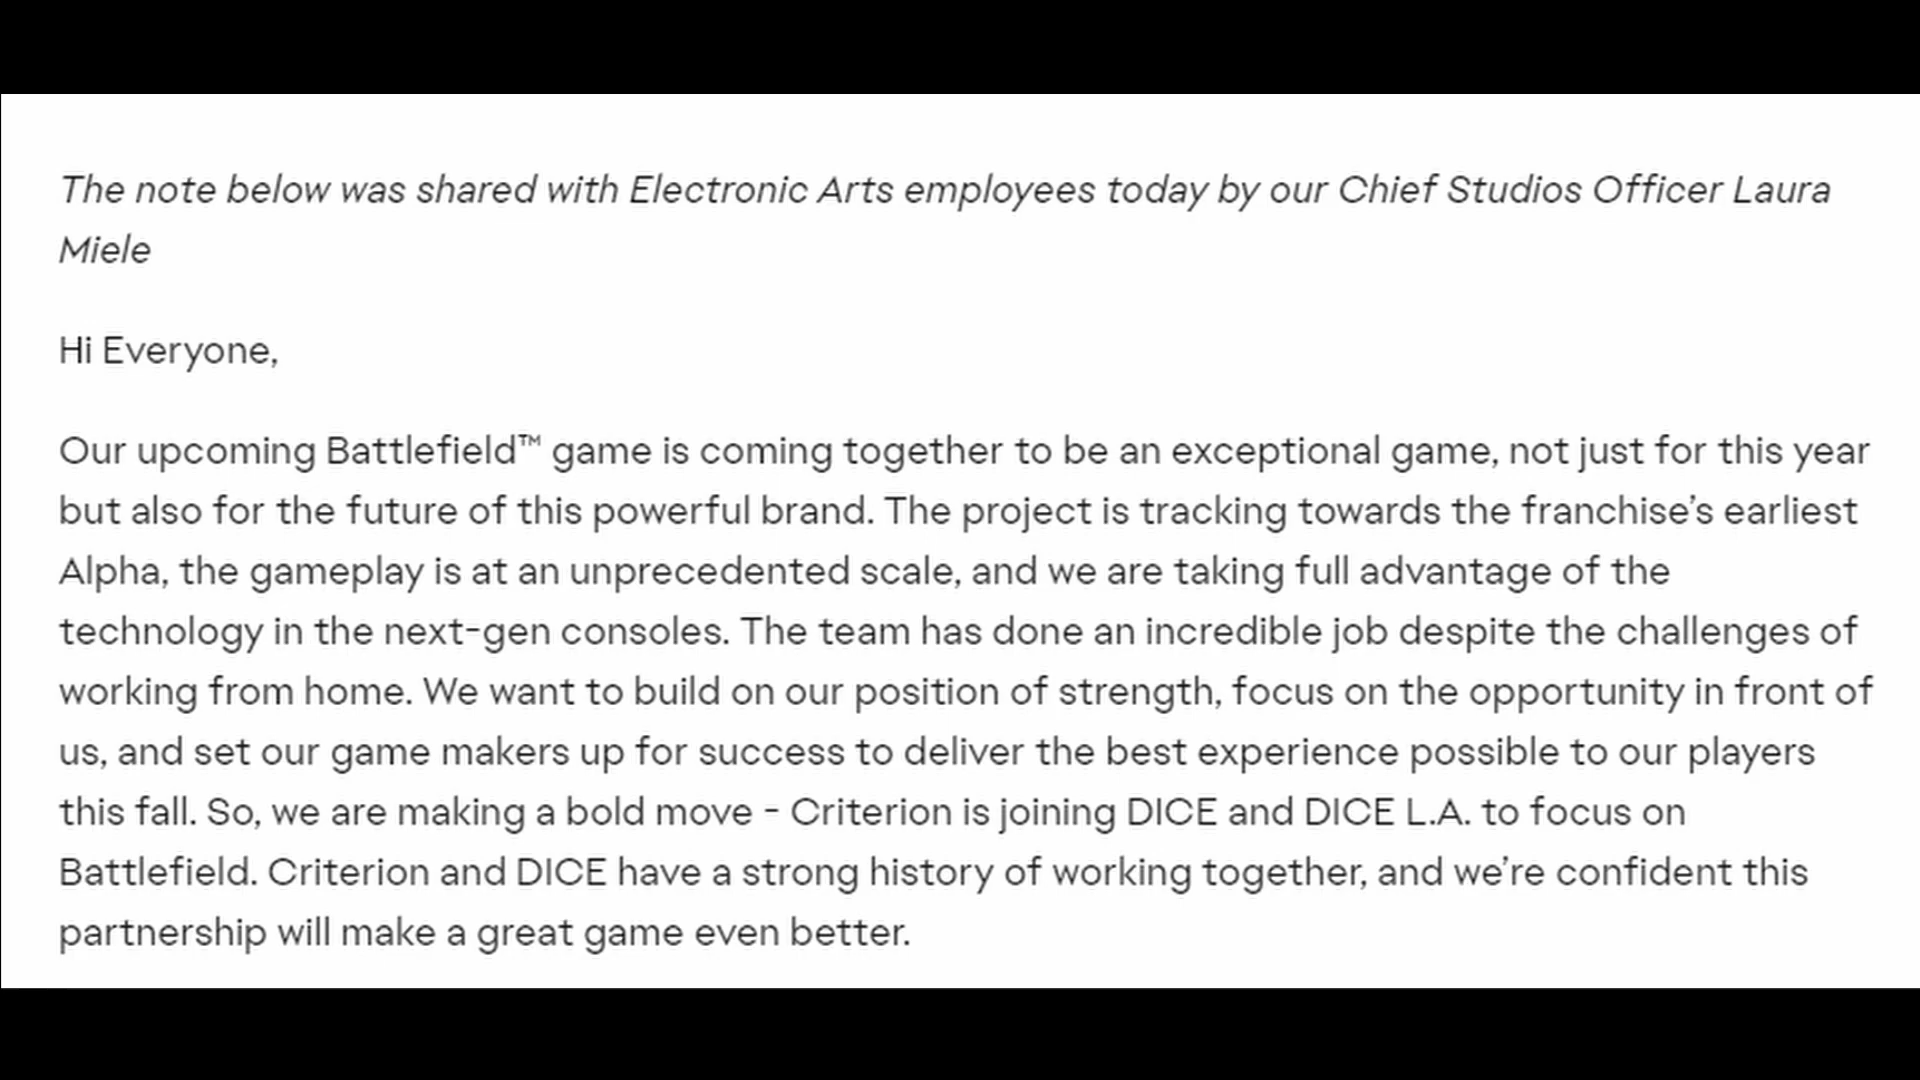 The note below was shared with Electronic Arts employees today by our Chief Studios Officer Laura
Miele
Hi Everyone,
Our upcoming Battlefield™ game is coming together to be an exceptional game, not just for this year
but also for the future of this powerful brand. The project is tracking towards the franchise’s earliest
Alpha, the gameplay is at an unprecedented scale, and we are taking full advantage of the
technology in the next-gen consoles. The team has done an incredible job despite the challenges of
working from home. We want to build on our position of strength, focus on the opportunity in front of
us, and set our game makers up for success to deliver the best experience possible to our players
this fall. So, we are making a bold move - Criterion is joining DICE and DICE L.A. to focus on
Battlefield. Criterion and DICE have a strong history of working together, and we’re confident this
partnership will make a great game even better.